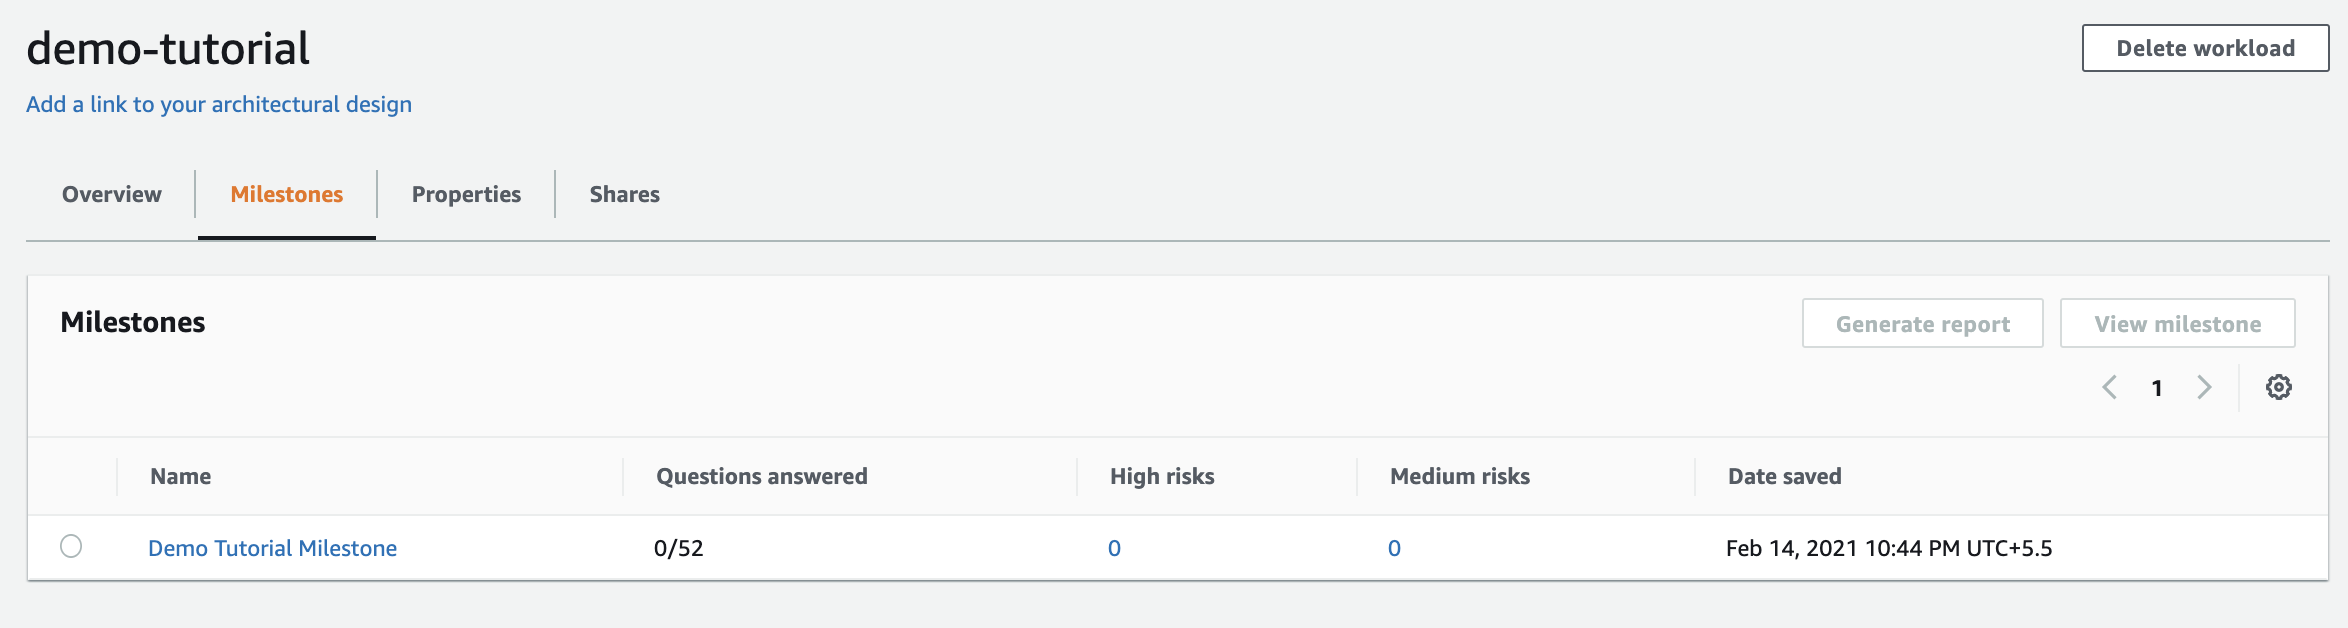 demo-tutorial
Delete workload
Add a link to your architectural design
Overview Milestones Properties Shares
Milestones
Generate report View milestone
1
Name Questions answered High risks Medium risks Date saved
Demo Tutorial Milestone 0/52 0 0 Feb 14, 2021 10:44 PM UTC+5.5